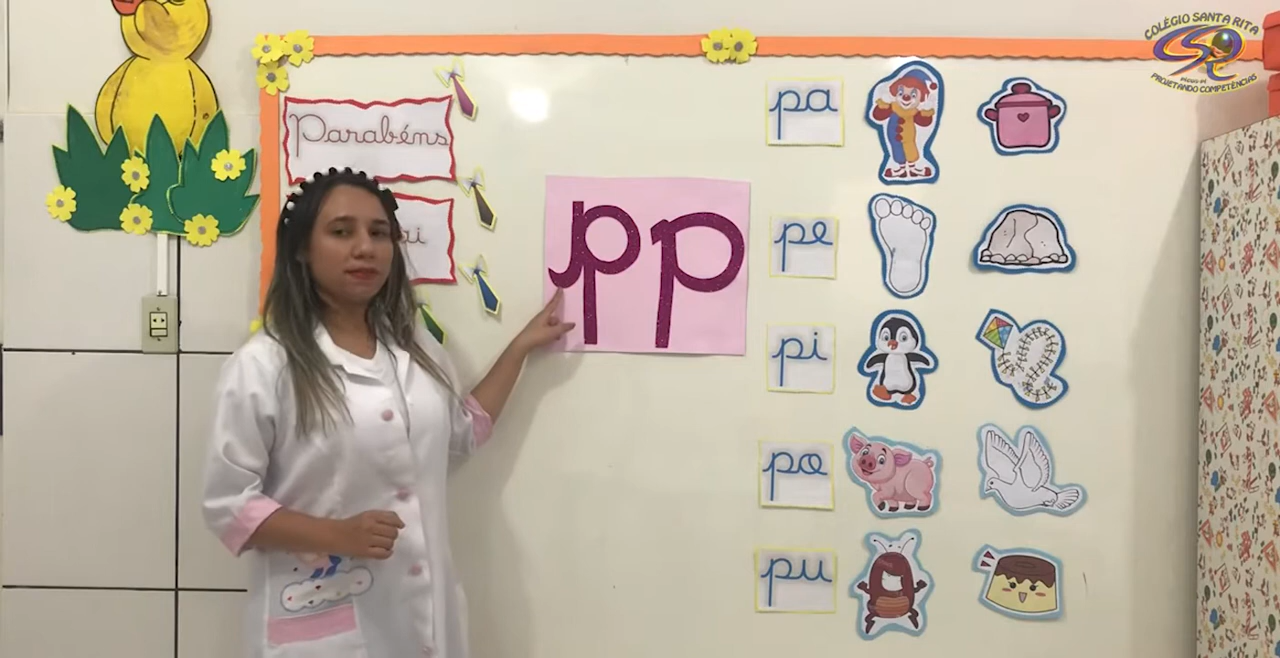 COLÉGIO SANTA RITA
PROJETANDO COMPETÊNCIAS
Parabéns
pp
pa
pe
pi
po
pu